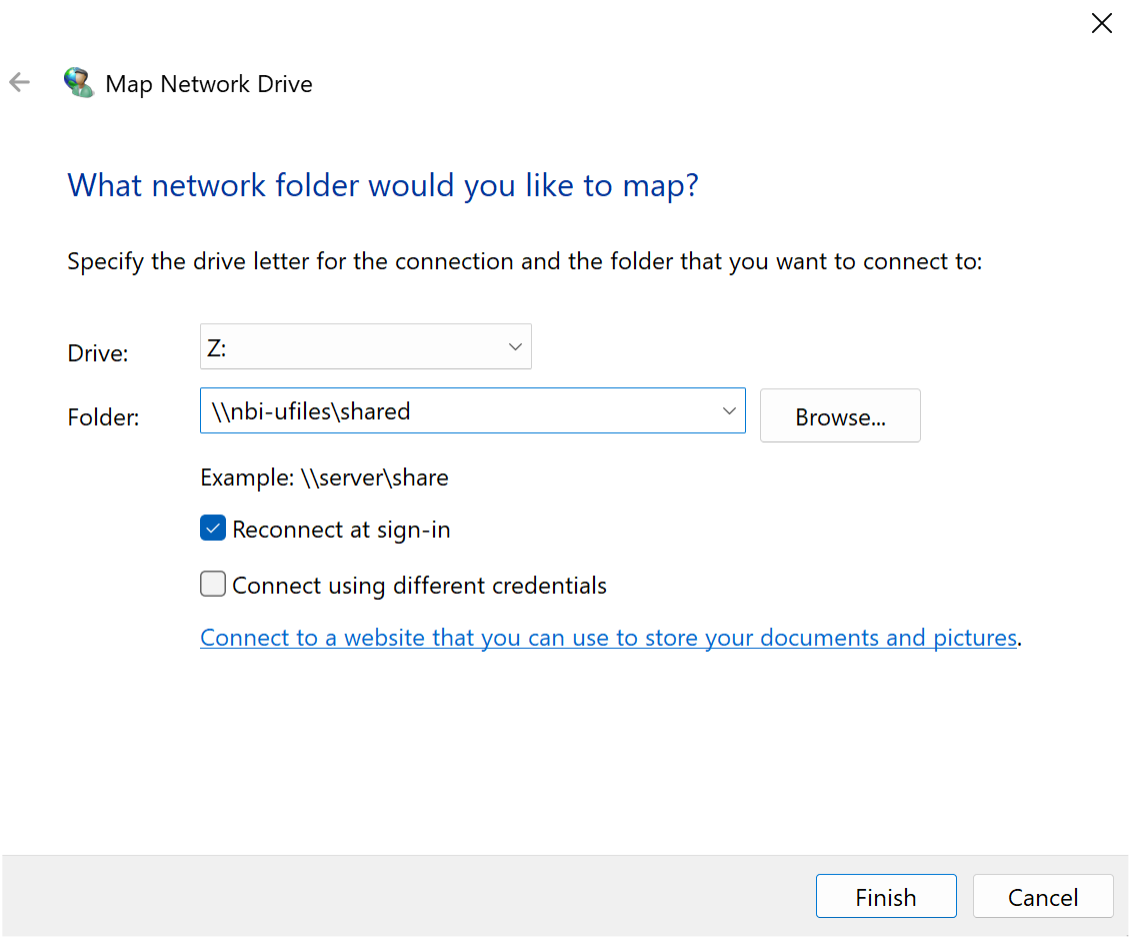 Map Network Drive
What network folder would you like to map?
Specify the drive letter for the connection and the folder that you want to connect to:
Drive: Z:
Folder: \\nbi-ufiles\shared Browse...
Example: \\server\share
Reconnect at sign-in
Connect using different credentials
Connect to a website that you can use to store your documents and pictures.
Finish Cancel